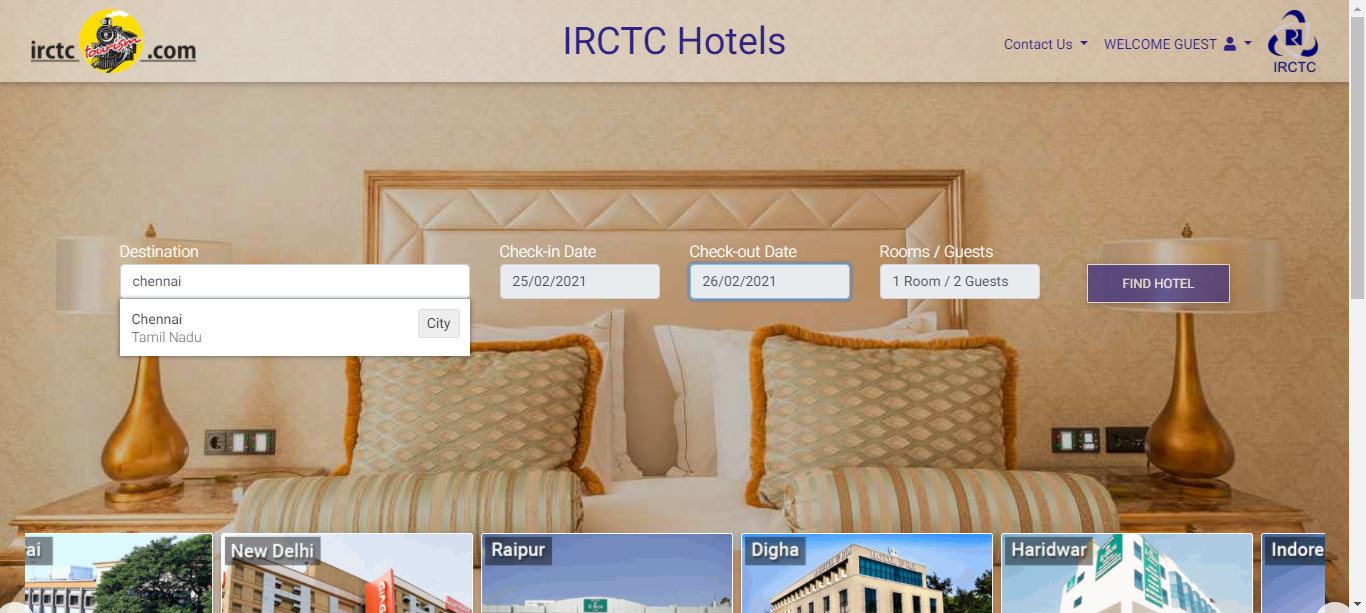 irctc tourism .com
IRCTC Hotels
Contact Us
WELCOME GUEST
IRCTC
Destination
Check-in Date
Check-out Date
Rooms / Guests
chennai
25/02/2021
26/02/2021
1 Room / 2 Guests
FIND HOTEL
Chennai
City
Tamil Nadu
ai
New Delhi
Raipur
Digha
Haridwar
Indore